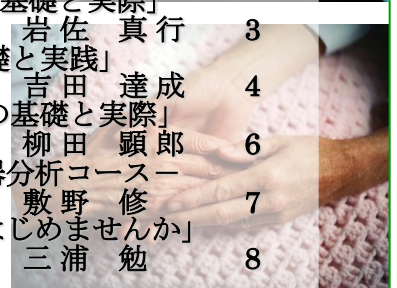 基礎と実際」
岩佐 真行 3
礎と実践」
吉田 達成 4
の基礎と実際」
柳田 顕郎 6
器分析コース－
敷野 修 7
はじめませんか」
三浦 勉 8